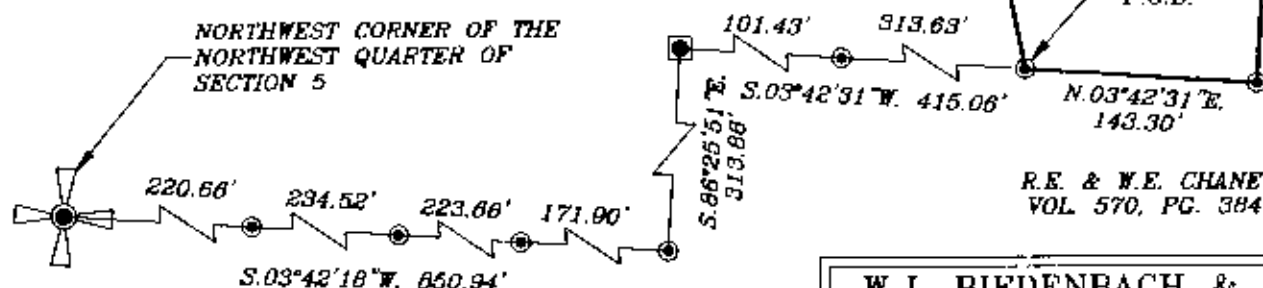 NORTHWEST CORNER OF THE
NORTHWEST QUARTER OF
SECTION 5
101.43'
313.63'
S.03°42'31"W. 415.06'
N.03°42'31"E.
143.30'
S.86°25'51"E.
313.88'
220.66'
234.52'
223.66'
171.90'
S.03°42'18"W. 850.94'
R.E. & W.E. CHANE
VOL. 570, PG. 384